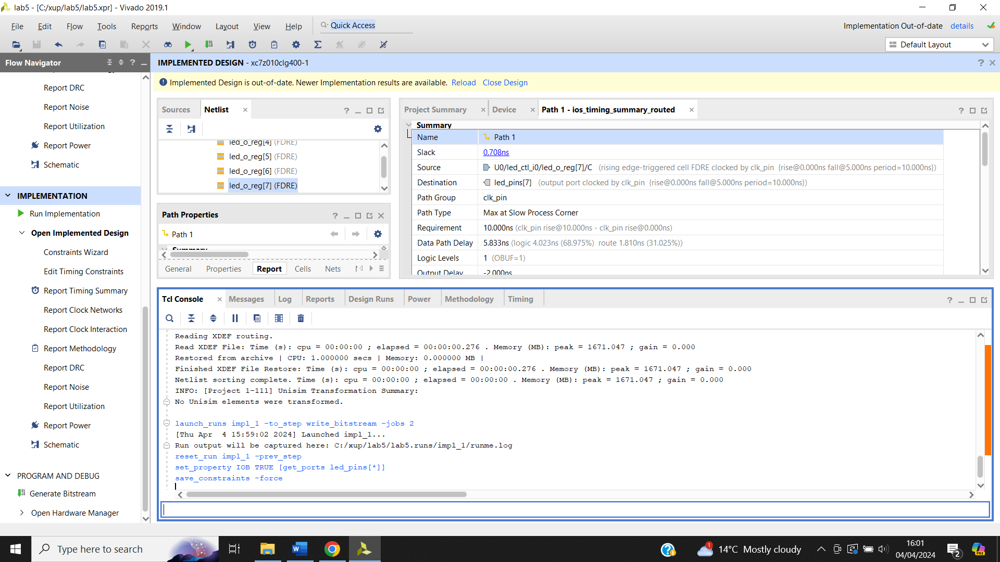 lab5 - [C:/xup/lab5/lab5.xpr] - Vivado 2019.1
File Edit Flow Tools Reports Window Layout View Help Quick Access
Implementation Out-of-date details
Default Layout
Flow Navigator
Report DRC
Report Noise
Report Utilization
Report Power
Schematic
IMPLEMENTATION
Run Implementation
Open Implemented Design
Constraints Wizard
Edit Timing Constraints
Report Timing Summary
Report Clock Networks
Report Clock Interaction
Report Methodology
Report DRC
Report Noise
Report Utilization
Report Power
Schematic
PROGRAM AND DEBUG
Generate Bitstream
Open Hardware Manager
IMPLEMENTED DESIGN - xc7z010clg400-1
Implemented Design is out-of-date. Newer Implementation results are available. Reload Close Design
Sources Netlist
led_o_reg[4] (FDRE)
led_o_reg[5] (FDRE)
led_o_reg[6] (FDRE)
led_o_reg[7] (FDRE)
Path Properties
Path 1
Summary
General Properties Report Cells Nets
Project Summary Device Path 1 - ios_timing_summary_routed
Summary
Name Path 1
Slack 0.708ns
Source U0/led_ctl_i0/led_o_reg[7]/C (rising edge-triggered cell FDRE clocked by clk_pin {rise@0.000ns fall@5.000ns period=10.000ns})
Destination led_pins[7] (output port clocked by clk_pin {rise@0.000ns fall@5.000ns period=10.000ns})
Path Group clk_pin
Path Type Max at Slow Process Corner
Requirement 10.000ns (clk_pin rise@10.000ns - clk_pin rise@0.000ns)
Data Path Delay 5.833ns (logic 4.023ns (68.975%) route 1.810ns (31.025%))
Logic Levels 1 (OBUF=1)
Output Delay -2.000ns
Tcl Console Messages Log Reports Design Runs Power Methodology Timing
Reading XDEF routing.
Read XDEF File: Time (s): cpu = 00:00:00 ; elapsed = 00:00:00.276 . Memory (MB): peak = 1671.047 ; gain = 0.000
Restored from archive | CPU: 1.000000 secs | Memory: 0.000000 MB |
Finished XDEF File Restore: Time (s): cpu = 00:00:00 ; elapsed = 00:00:00.276 . Memory (MB): peak = 1671.047 ; gain = 0.000
Netlist sorting complete. Time (s): cpu = 00:00:00 ; elapsed = 00:00:00 . Memory (MB): peak = 1671.047 ; gain = 0.000
INFO: [Project 1-111] Unisim Transformation Summary:
No Unisim elements were transformed.
launch_runs impl_1 -to_step write_bitstream -jobs 2
[Thu Apr  4 15:59:02 2024] Launched impl_1...
Run output will be captured here: C:/xup/lab5/lab5.runs/impl_1/runme.log
reset_run impl_1 -prev_step
set_property IOB TRUE [get_ports led_pins[*]]
save_constraints -force
Type here to search
1
14°C Mostly cloudy
16:01
04/04/2024
2
PRE